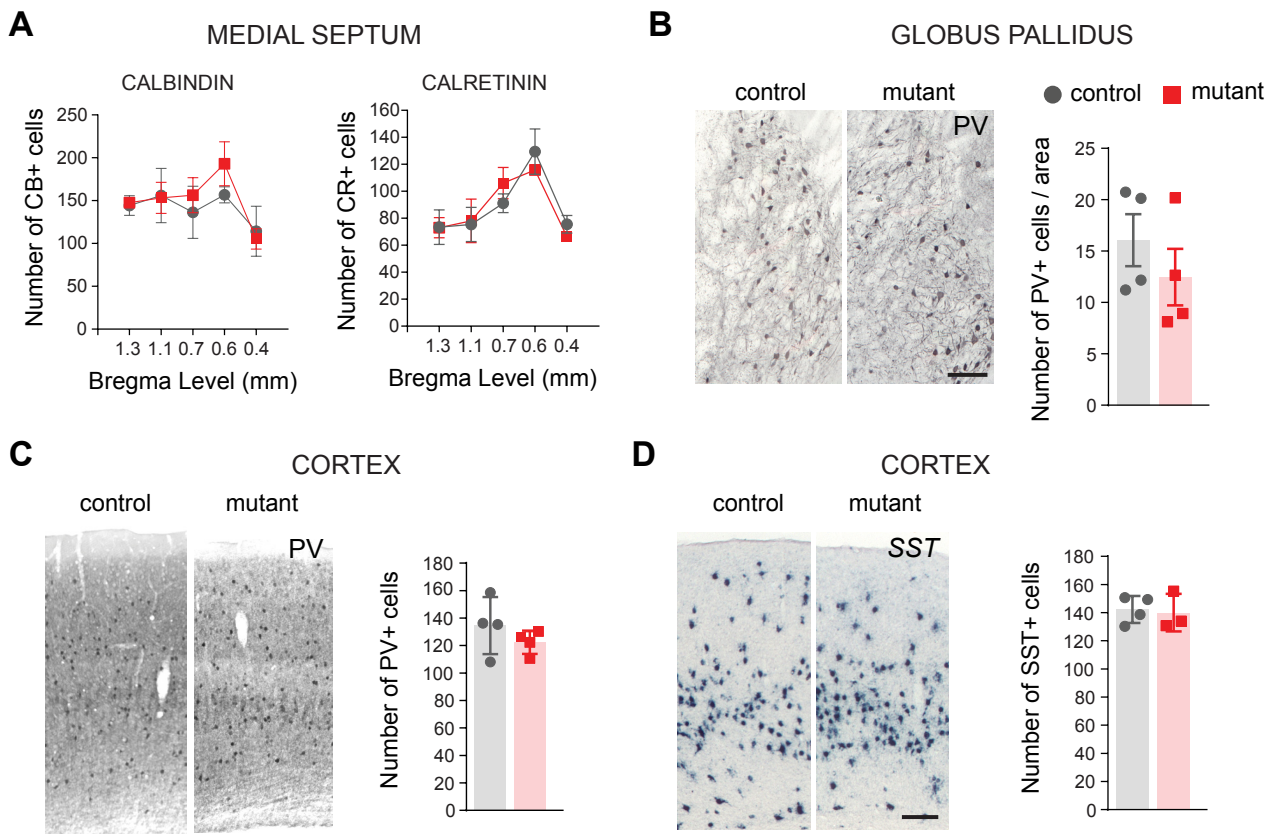 A
MEDIAL SEPTUM
CALBINDIN
Number of CB+ cells
250
200
150
100
50
0
1.3 1.1 0.7 0.6 0.4
Bregma Level (mm)
CALRETININ
Number of CR+ cells
160
140
120
100
80
60
40
20
0
1.3 1.1 0.7 0.6 0.4
Bregma Level (mm)
B
GLOBUS PALLIDUS
control mutant
PV
control mutant
Number of PV+ cells / area
25
20
15
10
5
0
C
CORTEX
control mutant
PV
Number of PV+ cells
180
160
140
120
100
80
60
40
20
0
D
CORTEX
control mutant
SST
Number of SST+ cells
180
160
140
120
100
80
60
40
20
0